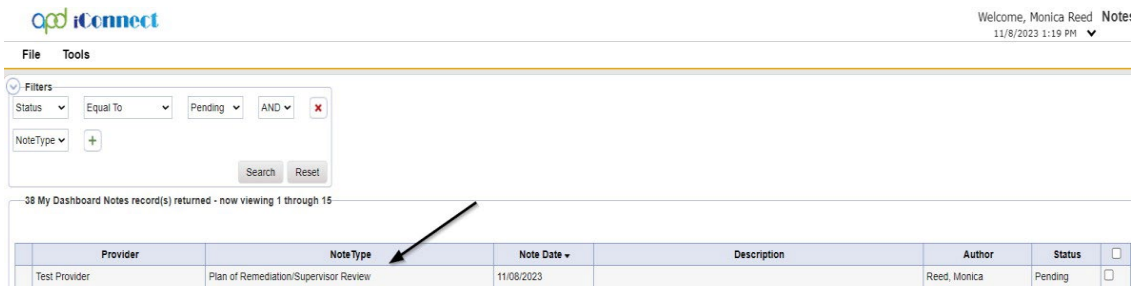 apd iConnect
Welcome, Monica Reed Notes
11/8/2023 1:19 PM
File Tools
Filters
Status Equal To Pending AND
NoteType
Search Reset
38 My Dashboard Notes record(s) returned - now viewing 1 through 15
Provider NoteType Note Date Description Author Status
Test Provider Plan of Remediation/Supervisor Review 11/08/2023 Reed, Monica Pending